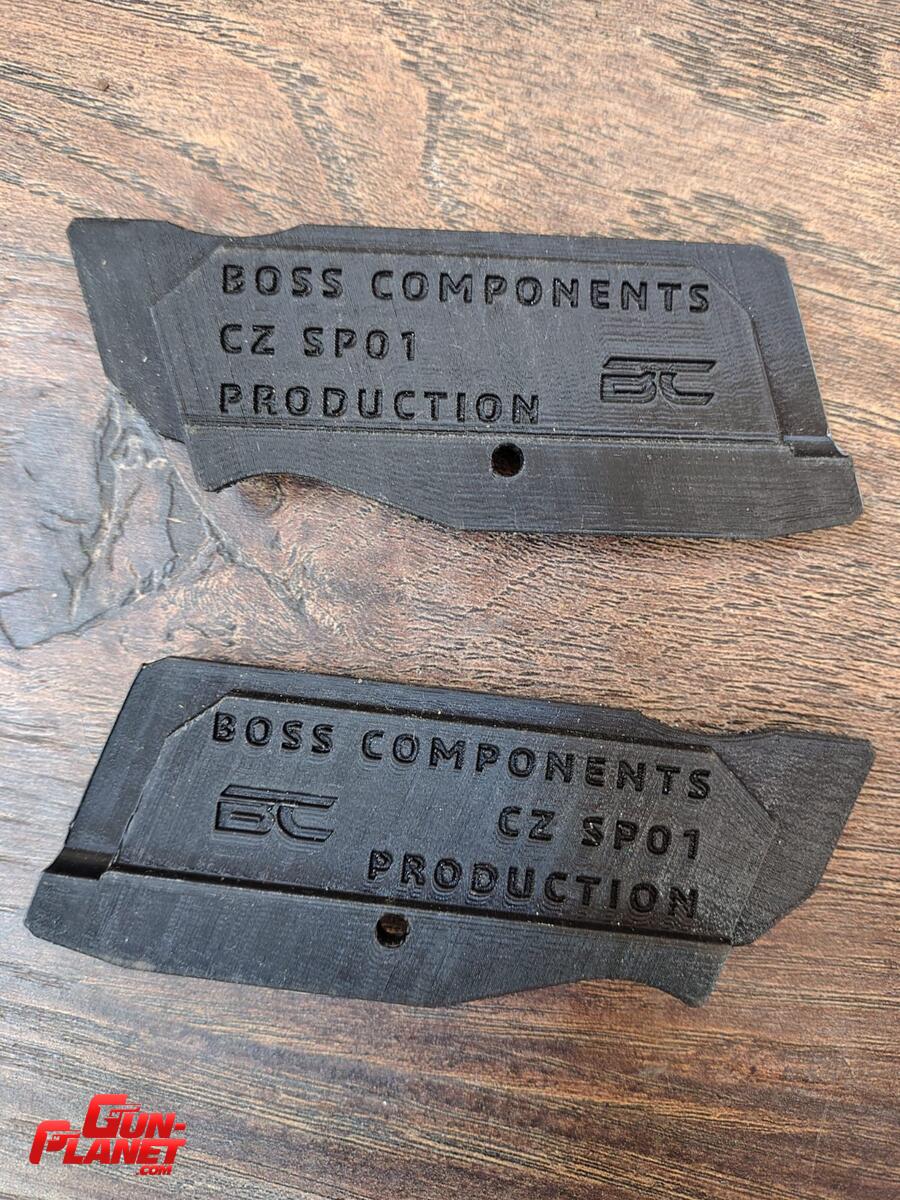 BOSS COMPONENTS
CZ SP01
PRODUCTION
BC
BOSS COMPONENTS
BC
CZ SP01
PRODUCTION
GUN-
PLANET
.COM